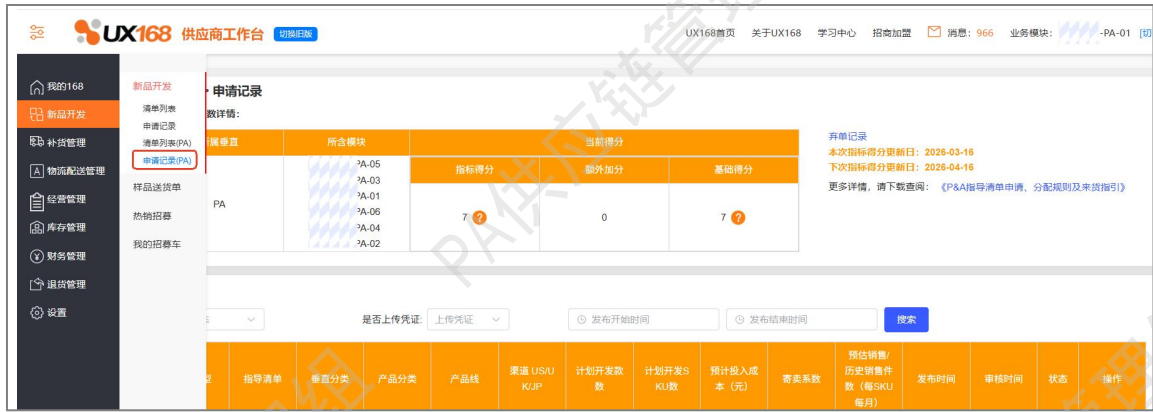 UX168 供应商工作台 切换旧版
UX168首页 关于UX168 学习中心 招商加盟 消息：966 业务模块： -PA-01 [切
我的168
新品开发
补货管理
物流配送管理
经营管理
库存管理
财务管理
退货管理
设置
新品开发
清单列表
申请记录
清单列表(PA)
申请记录(PA)
样品送货单
热销招募
我的招募车
申请记录
数详情：
属垂直 所含模块 当前得分
指标得分 额外加分 基础得分
PA
PA-05
PA-03
PA-01
PA-06
PA-04
PA-02
7 ? 0 7 ?
弃单记录
本次指标得分更新日：2026-03-16
下次指标得分更新日：2026-04-16
更多详情，请下载查阅：《P&A指导清单申请、分配规则及来货指引》
是否上传凭证: 上传凭证 发布开始时间 发布结束时间 搜索
型 指导清单 垂直分类 产品分类 产品线 渠道 US/U
K/JP 计划开发款
数 计划开发S
KU数 预计投入成
本（元） 寄卖系数 预估销售/
历史销售件
数（每SKU
每月） 发布时间 审核时间 状态 操作
PA供应链管理